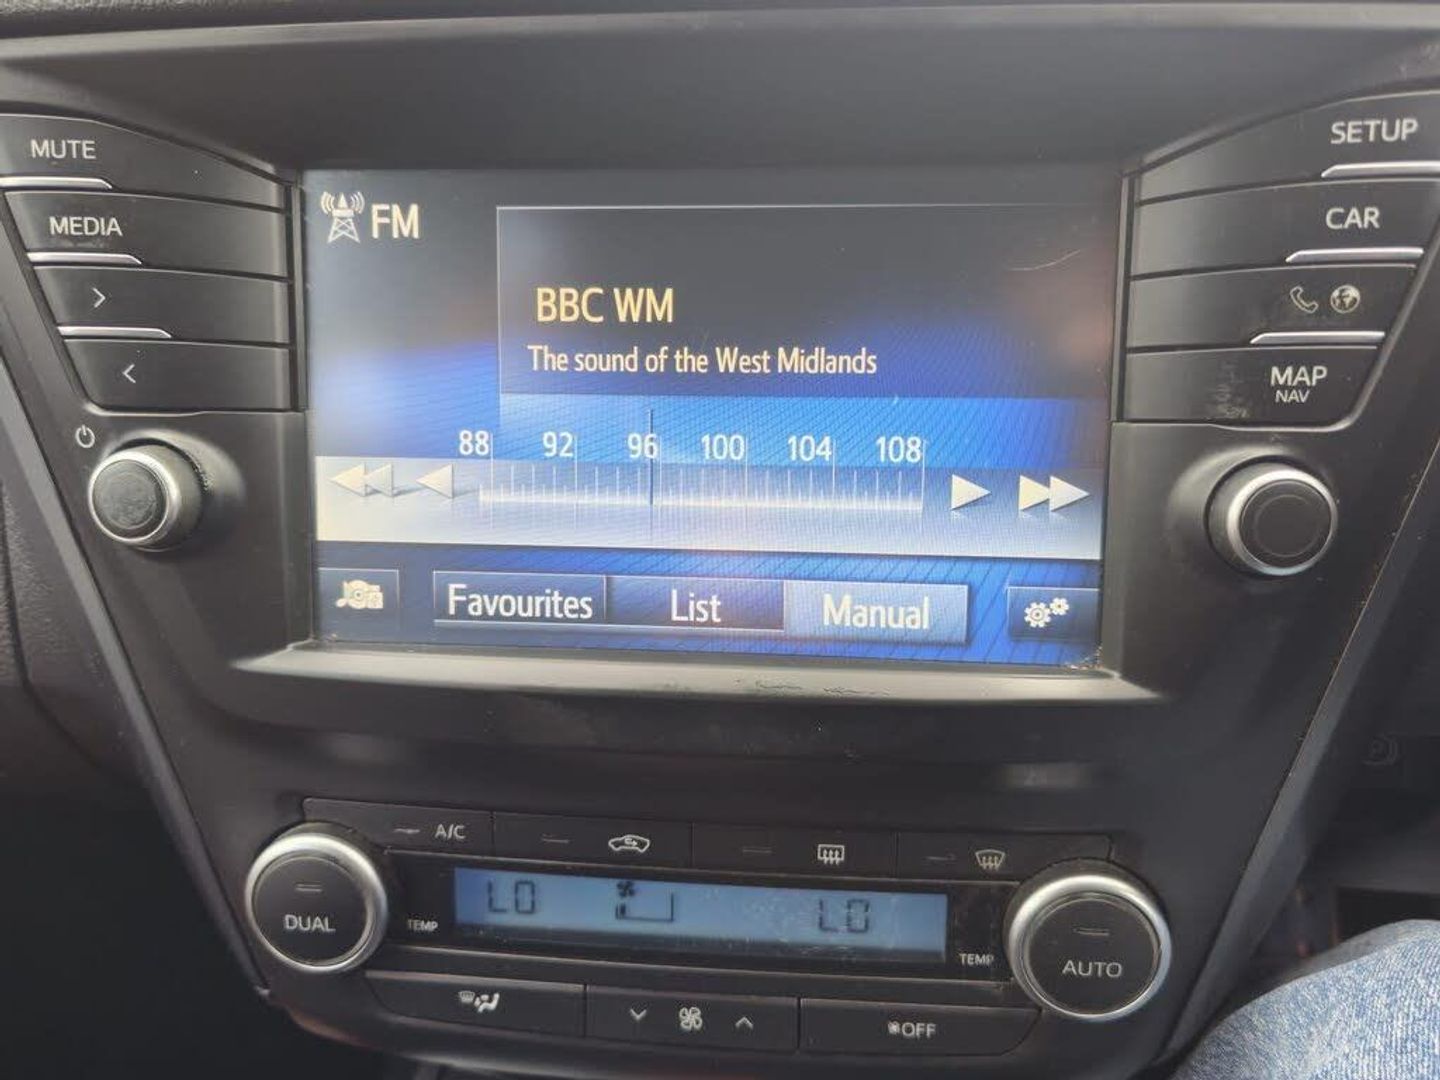 MUTE
MEDIA
SETUP
CAR
MAP
NAV
FM
BBC WM
The sound of the West Midlands
88 92 96 100 104 108
Favourites List Manual
A/C
DUAL
TEMP
LO LO
TEMP
AUTO
OFF